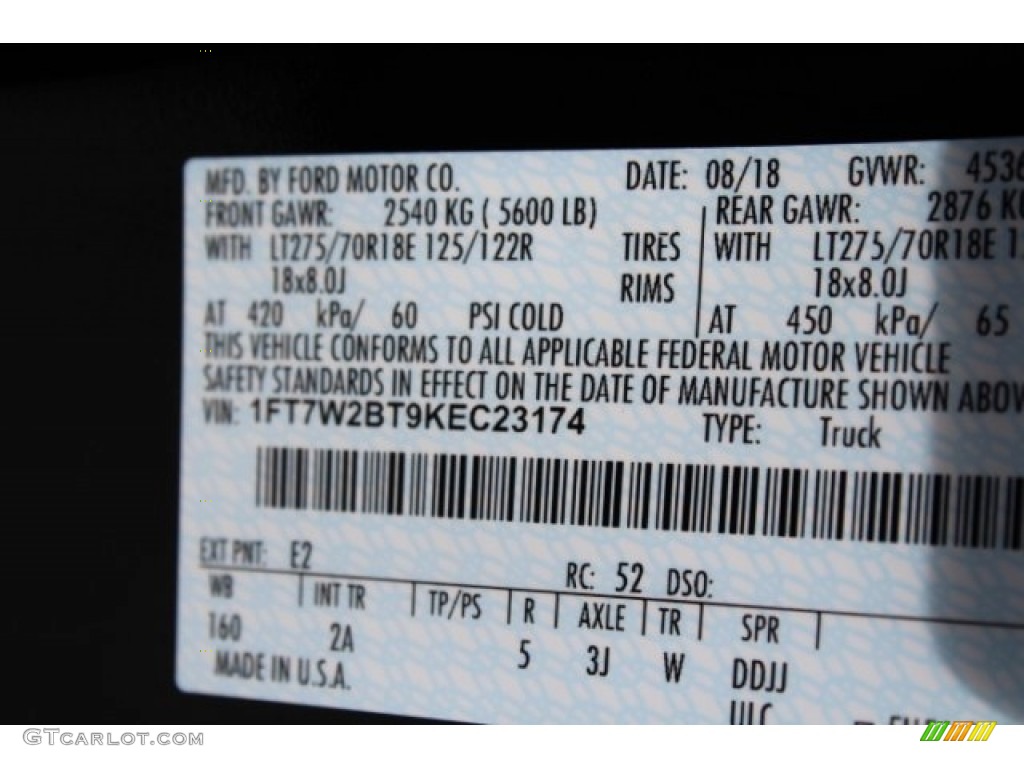 MFD. BY FORD MOTOR CO. DATE: 08/18 GVWR: 4536
FRONT GAWR: 2540 KG ( 5600 LB) REAR GAWR: 2876 KG
WITH LT275/70R18E 125/122R TIRES WITH LT275/70R18E
18x8.0J RIMS 18x8.0J
AT 420 kPa/ 60 PSI COLD AT 450 kPa/ 65
THIS VEHICLE CONFORMS TO ALL APPLICABLE FEDERAL MOTOR VEHICLE
SAFETY STANDARDS IN EFFECT ON THE DATE OF MANUFACTURE SHOWN ABOV
VIN: 1FT7W2BT9KEC23174 TYPE: Truck
EXT PNT: E2 RC: 52 DSO:
WB INT TR TP/PS R AXLE TR SPR
160 2A 5 3J W DDJJ
MADE IN U.S.A.
GTCARLOT.COM